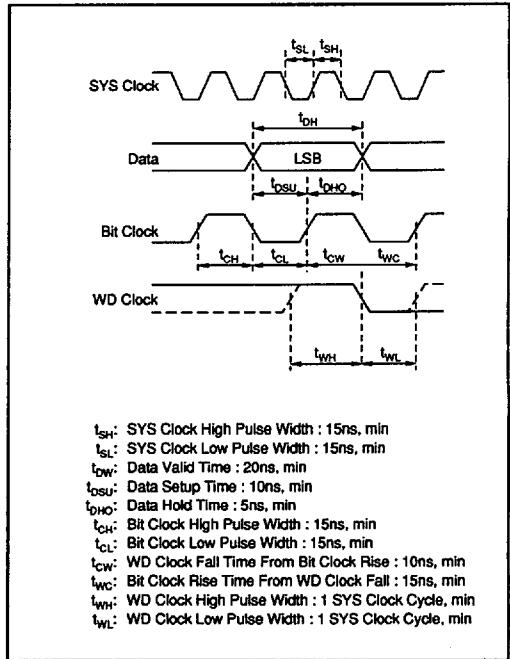 tSL tSH
SYS Clock
tDH
Data LSB
tDSU tDHO
Bit Clock
tCH tCL tCW tWC
WD Clock
tWH tWL
tSH: SYS Clock High Pulse Width : 15ns, min
tSL: SYS Clock Low Pulse Width : 15ns, min
tDW: Data Valid Time : 20ns, min
tDSU: Data Setup Time : 10ns, min
tDHO: Data Hold Time : 5ns, min
tCH: Bit Clock High Pulse Width : 15ns, min
tCL: Bit Clock Low Pulse Width : 15ns, min
tCW: WD Clock Fall Time From Bit Clock Rise : 10ns, min
tWC: Bit Clock Rise Time From WD Clock Fall : 15ns, min
tWH: WD Clock High Pulse Width : 1 SYS Clock Cycle, min
tWL: WD Clock Low Pulse Width : 1 SYS Clock Cycle, min